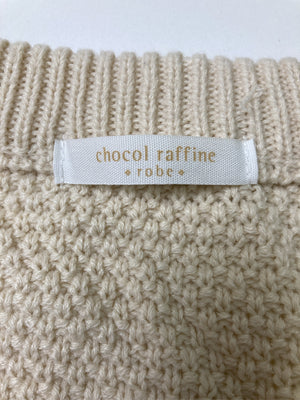 chocol raffine
• robe •